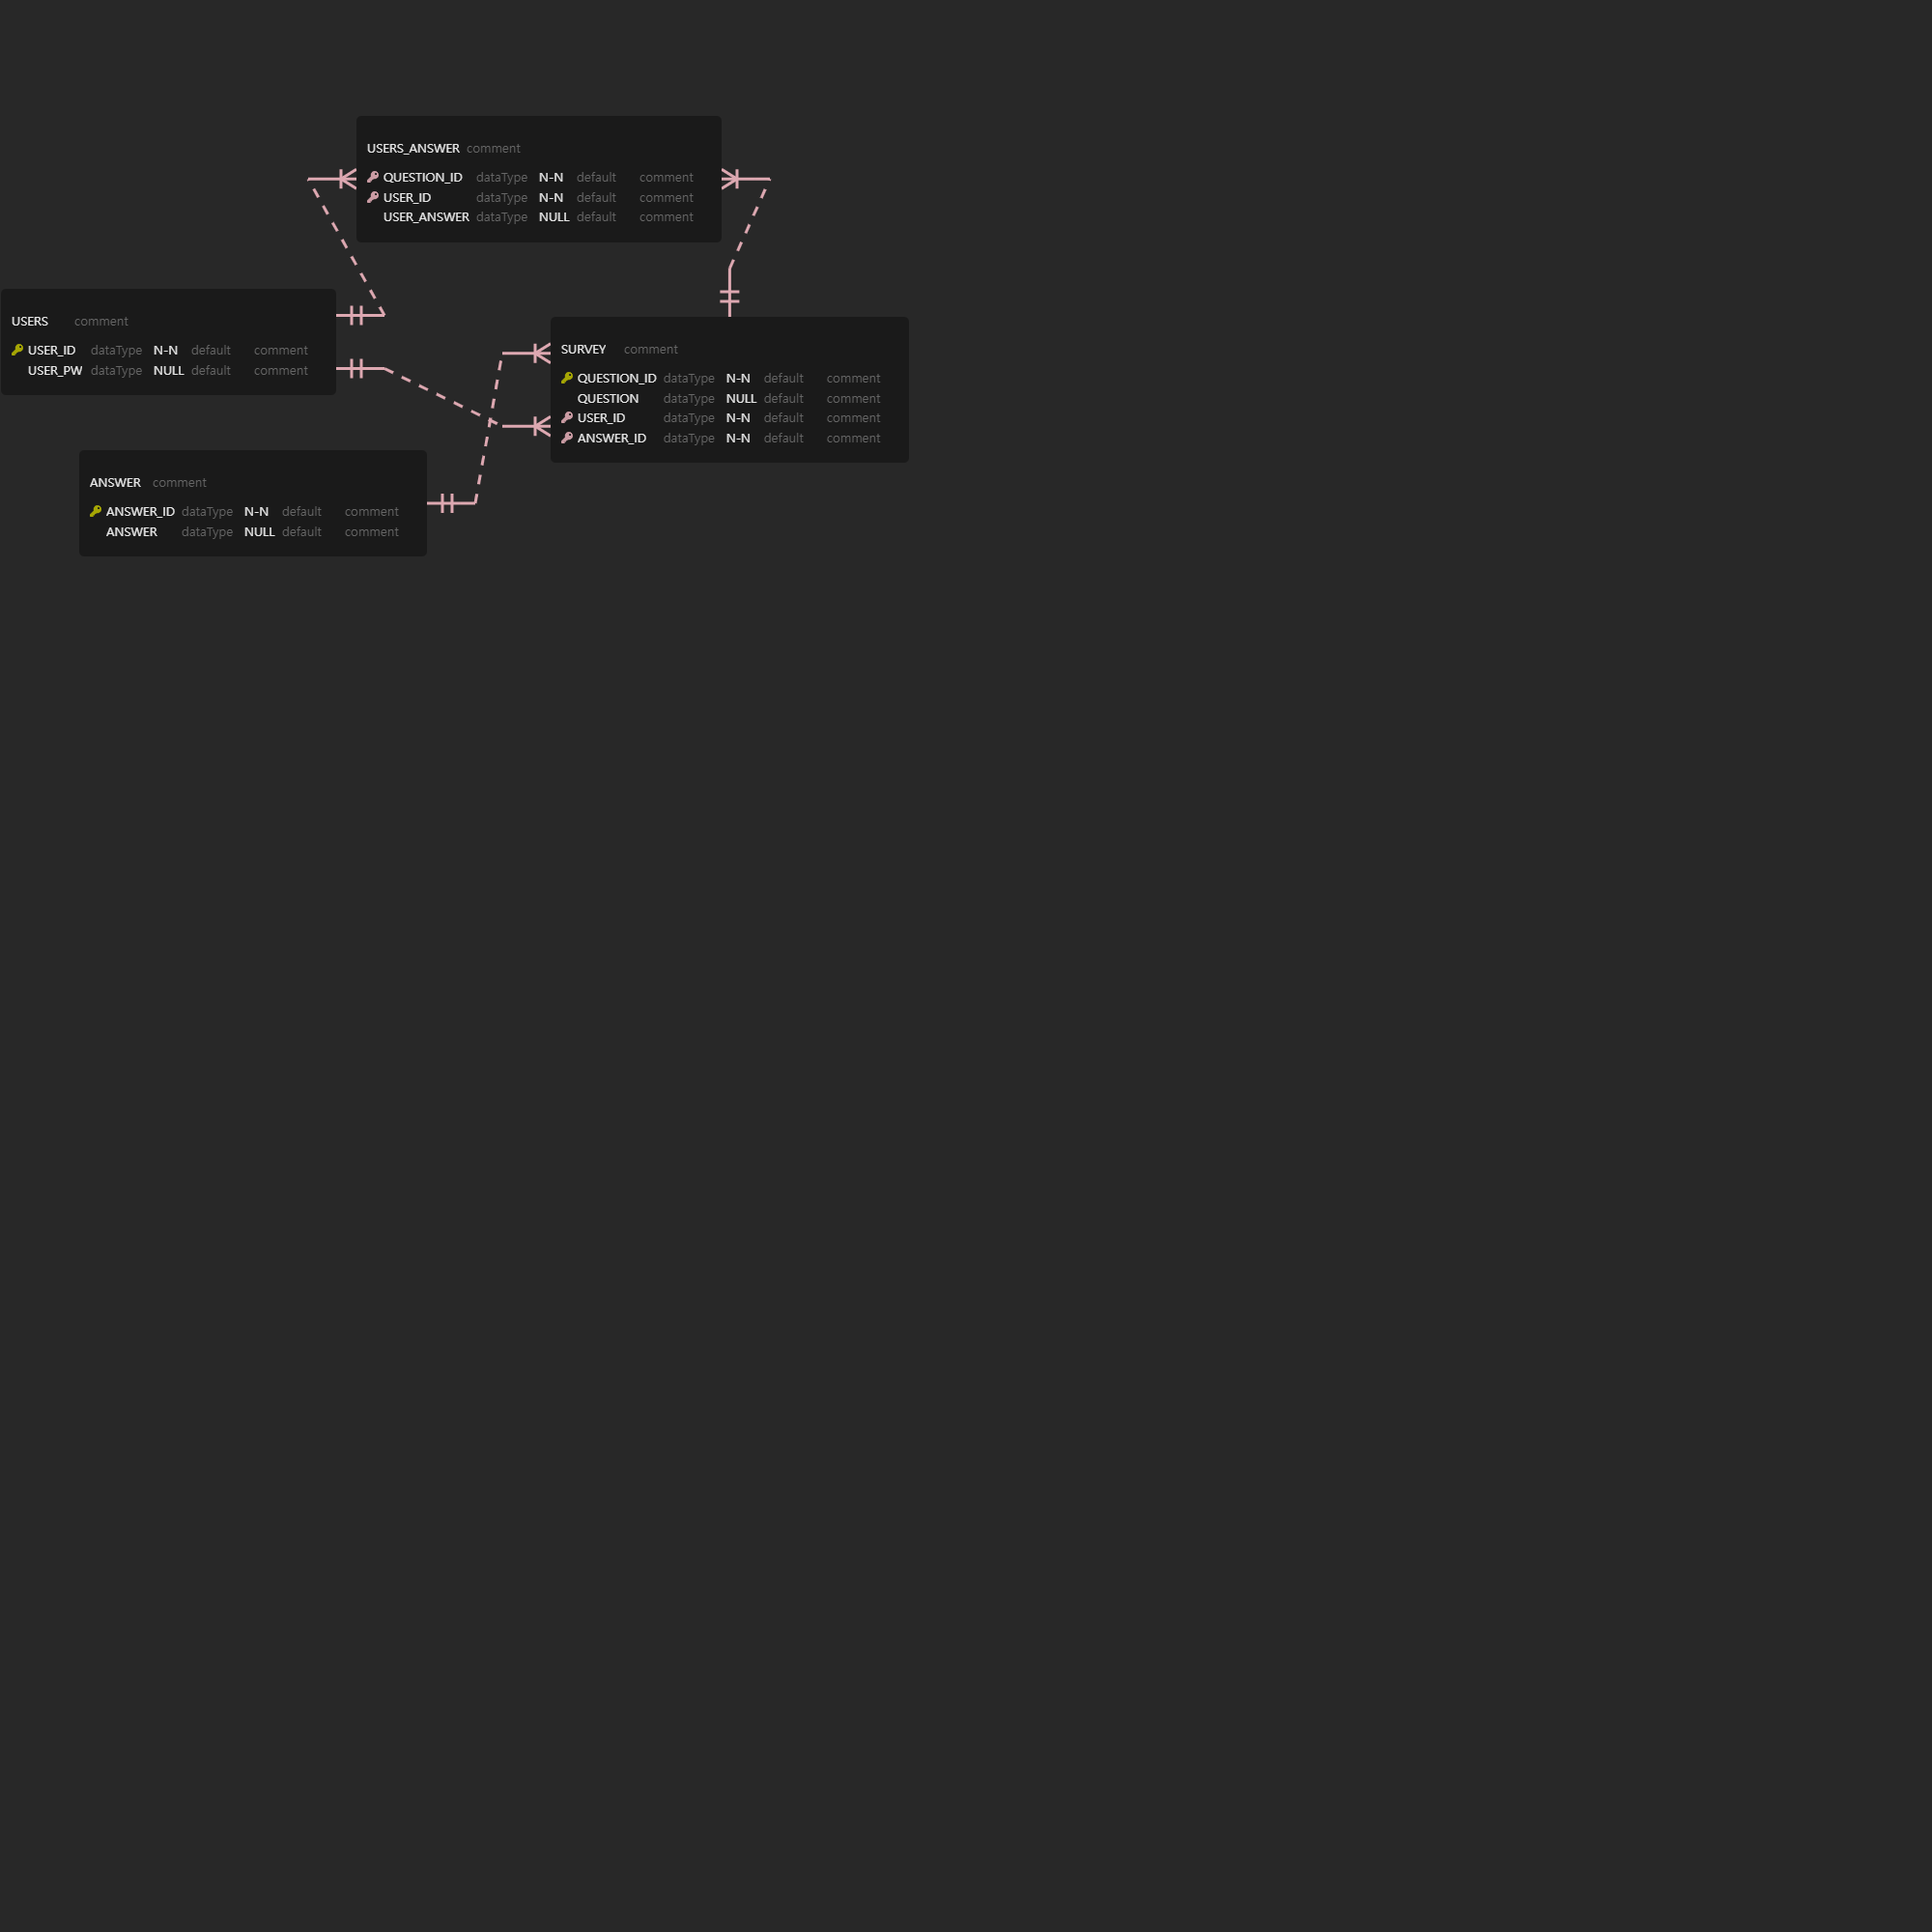 USERS_ANSWER comment
QUESTION_ID dataType N-N default comment
USER_ID dataType N-N default comment
USER_ANSWER dataType NULL default comment
USERS comment
USER_ID dataType N-N default comment
USER_PW dataType NULL default comment
SURVEY comment
QUESTION_ID dataType N-N default comment
QUESTION dataType NULL default comment
USER_ID dataType N-N default comment
ANSWER_ID dataType N-N default comment
ANSWER comment
ANSWER_ID dataType N-N default comment
ANSWER dataType NULL default comment